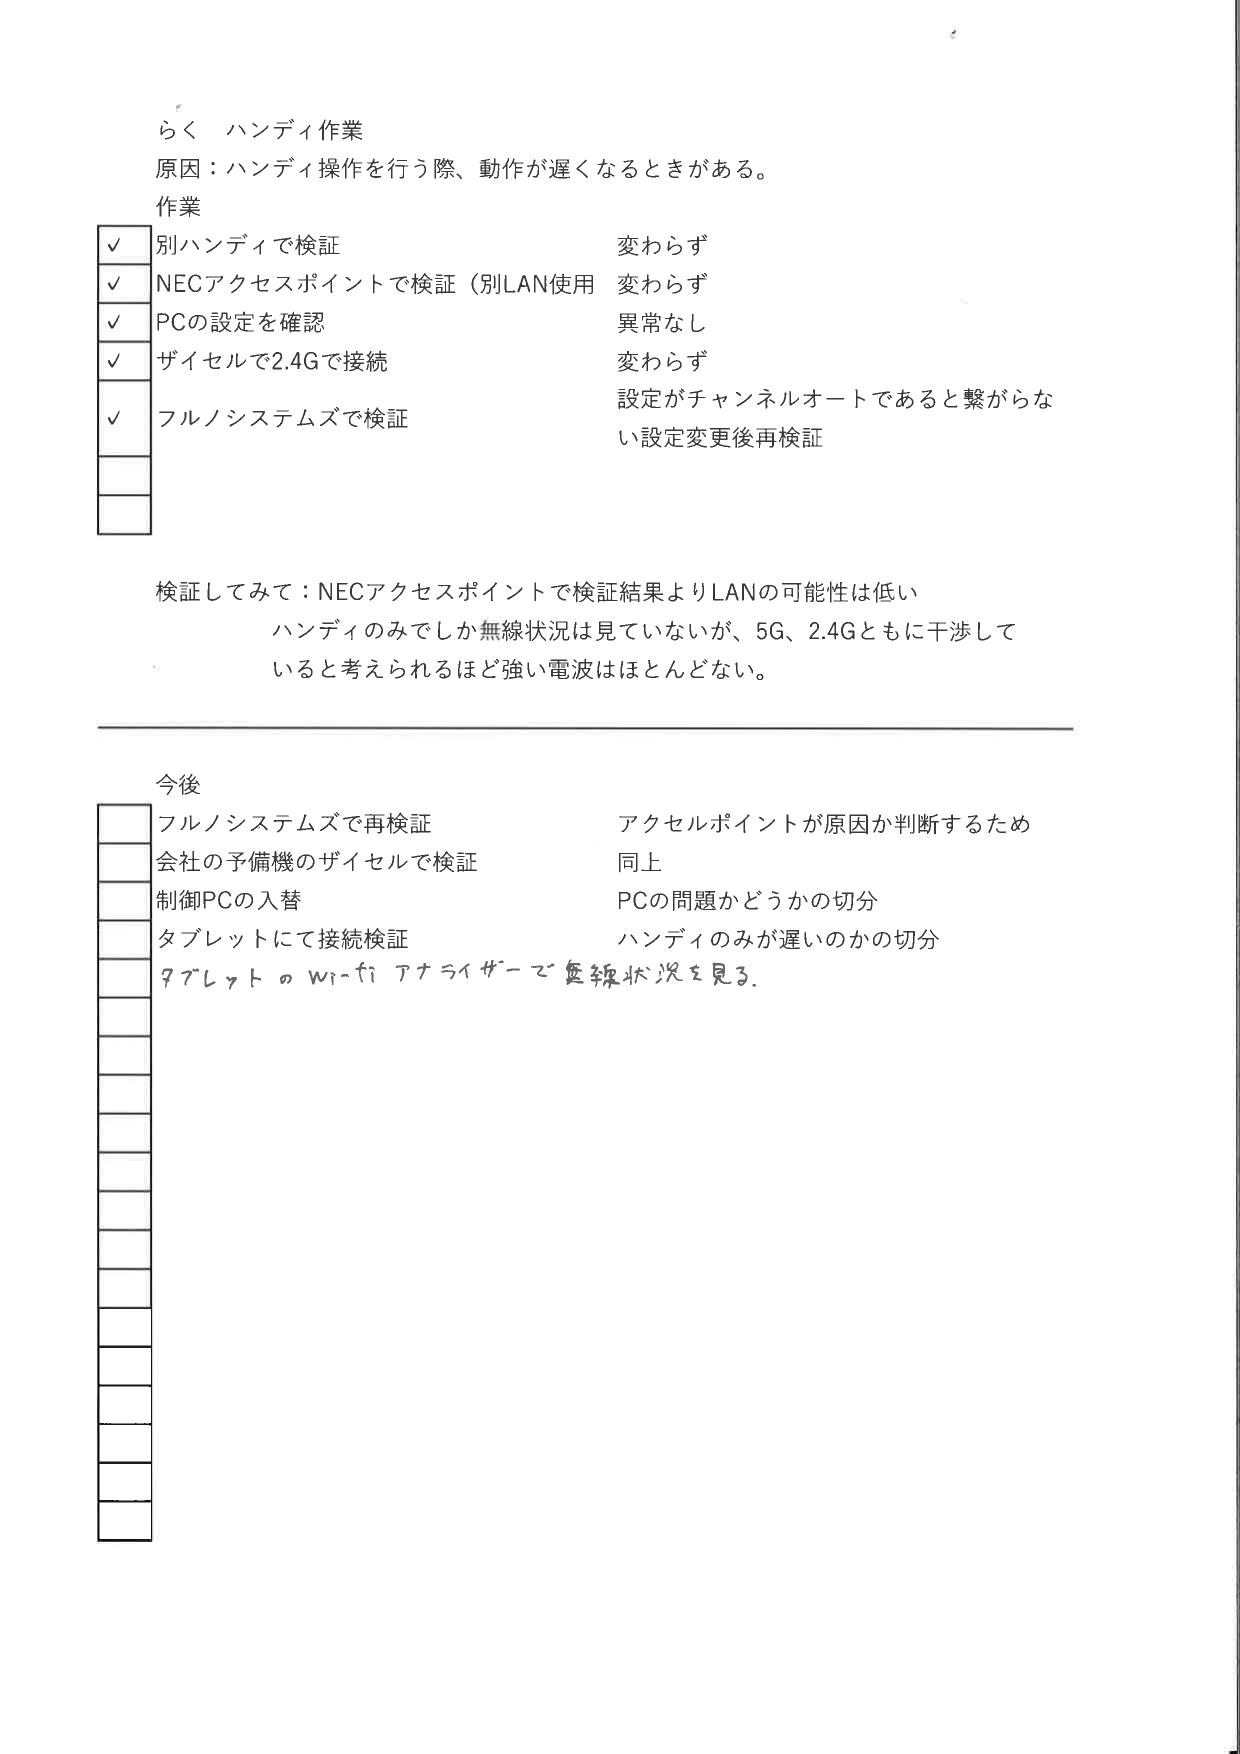 らく　ハンディ作業
原因：ハンディ操作を行う際、動作が遅くなるときがある。
作業
✓ 別ハンディで検証　変わらず
✓ NECアクセスポイントで検証（別LAN使用　変わらず
✓ PCの設定を確認　異常なし
✓ ザイセルで2.4Gで接続　変わらず
✓ フルノシステムズで検証　設定がチャンネルオートであると繋がらな
い設定変更後再検証
検証してみて：NECアクセスポイントで検証結果よりLANの可能性は低い
ハンディのみでしか無線状況は見ていないが、5G、2.4Gともに干渉して
いると考えられるほど強い電波はほとんどない。
今後
フルノシステムズで再検証　アクセルポイントが原因か判断するため
会社の予備機のザイセルで検証　同上
制御PCの入替　PCの問題かどうかの切分
タブレットにて接続検証　ハンディのみが遅いのかの切分
タブレットの Wi-fi アナライザーで無線状況を見る.